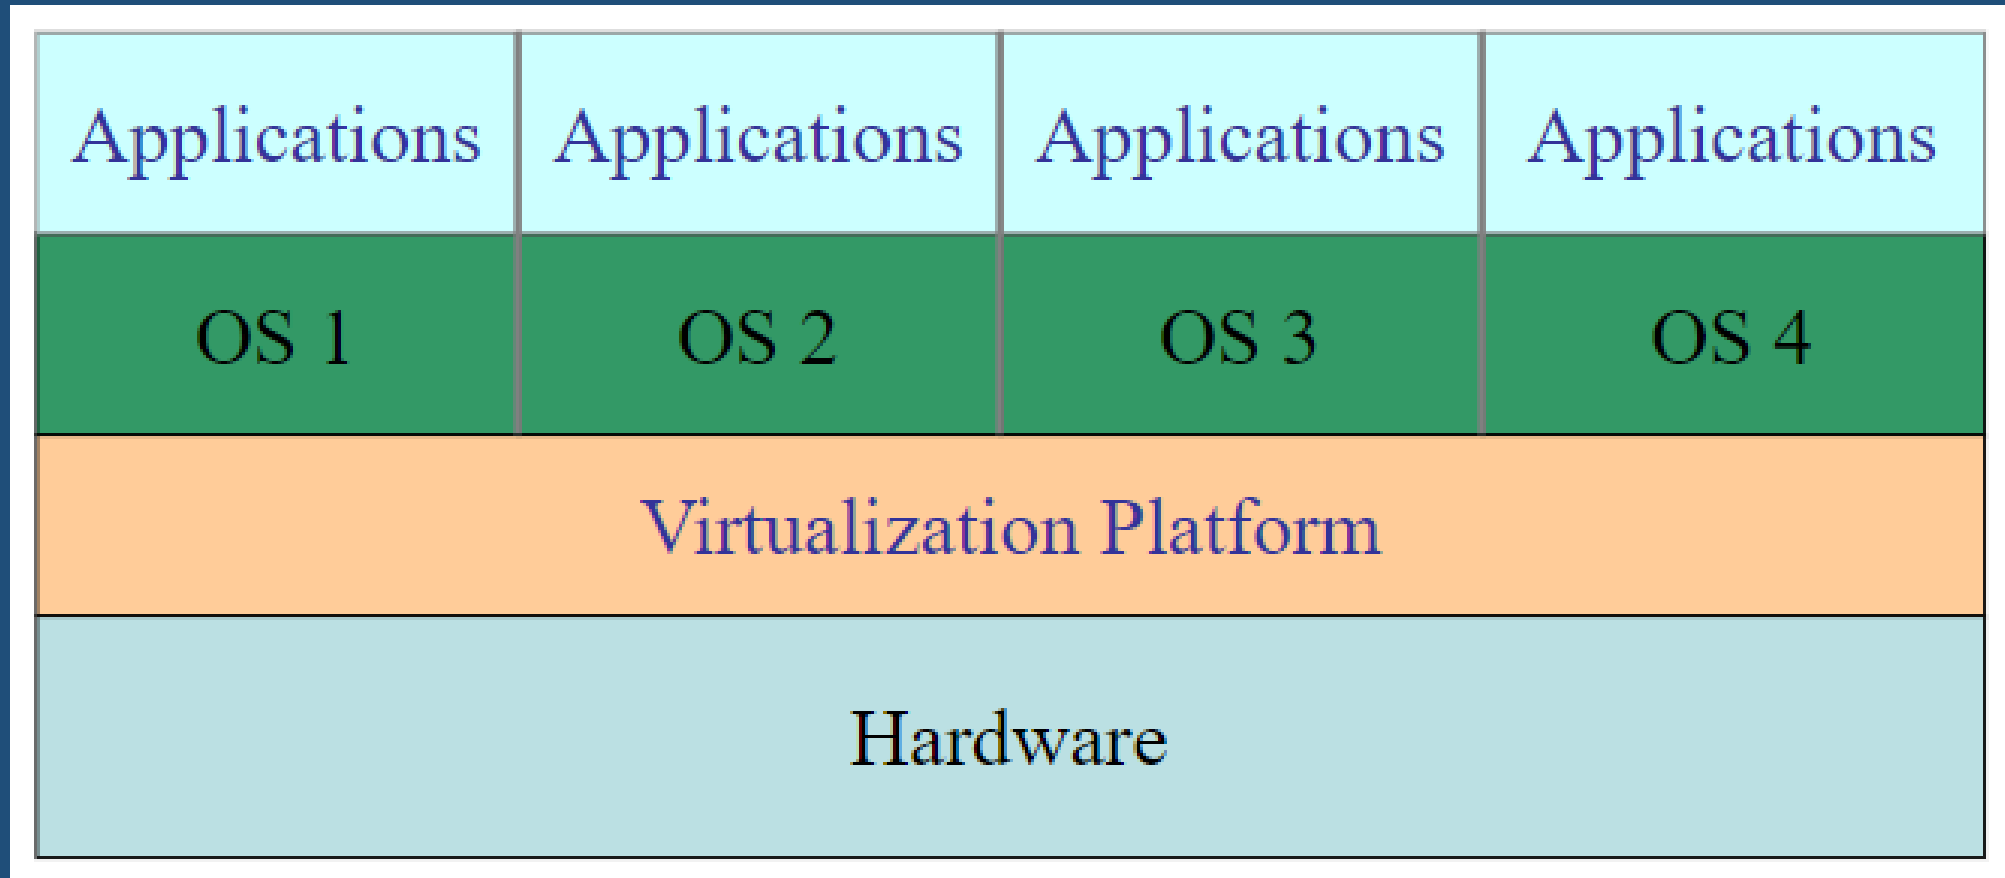 Applications Applications Applications Applications
OS 1 OS 2 OS 3 OS 4
Virtualization Platform
Hardware